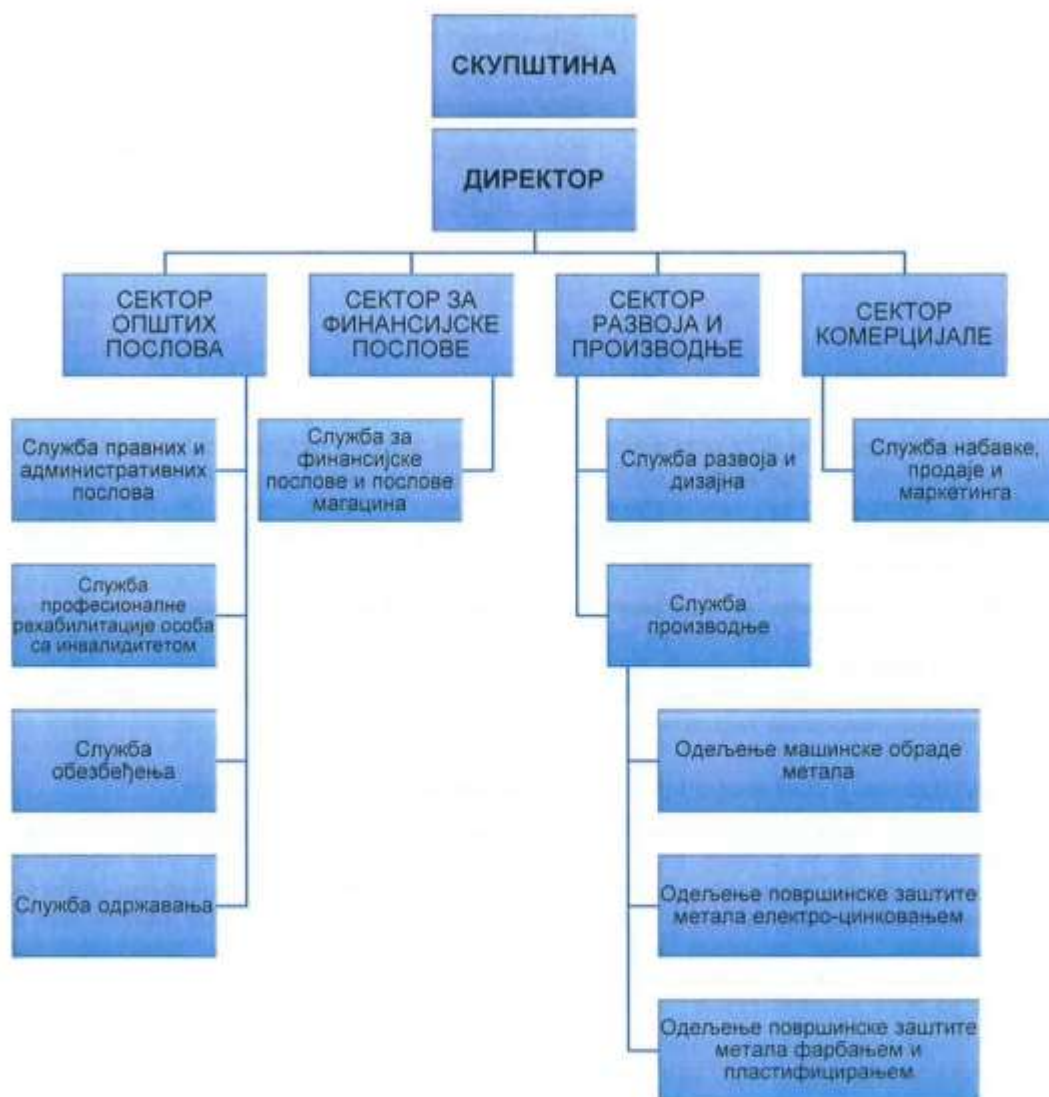 СКУПШТИНА
ДИРЕКТОР
СЕКТОР
ОПШТИХ
ПОСЛОВА
СЕКТОР ЗА
ФИНАНСИЈСКЕ
ПОСЛОВЕ
СЕКТОР
РАЗВОЈА И
ПРОИЗВОДЊЕ
СЕКТОР
КОМЕРЦИЈАЛЕ
Служба правних и
административних
послова
Служба за
финансијске
послове и послове
магацина
Служба развоја и
дизајна
Служба набавке,
продаје и
маркетинга
Служба
професионалне
рехабилитације особа
са инвалидитетом
Служба
производње
Служба
обезбеђења
Одељење машинске обраде
метала
Служба одржавања
Одељење површинске заштите
метала електро-цинковањем
Одељење површинске заштите
метала фарбањем и
пластифицирањем